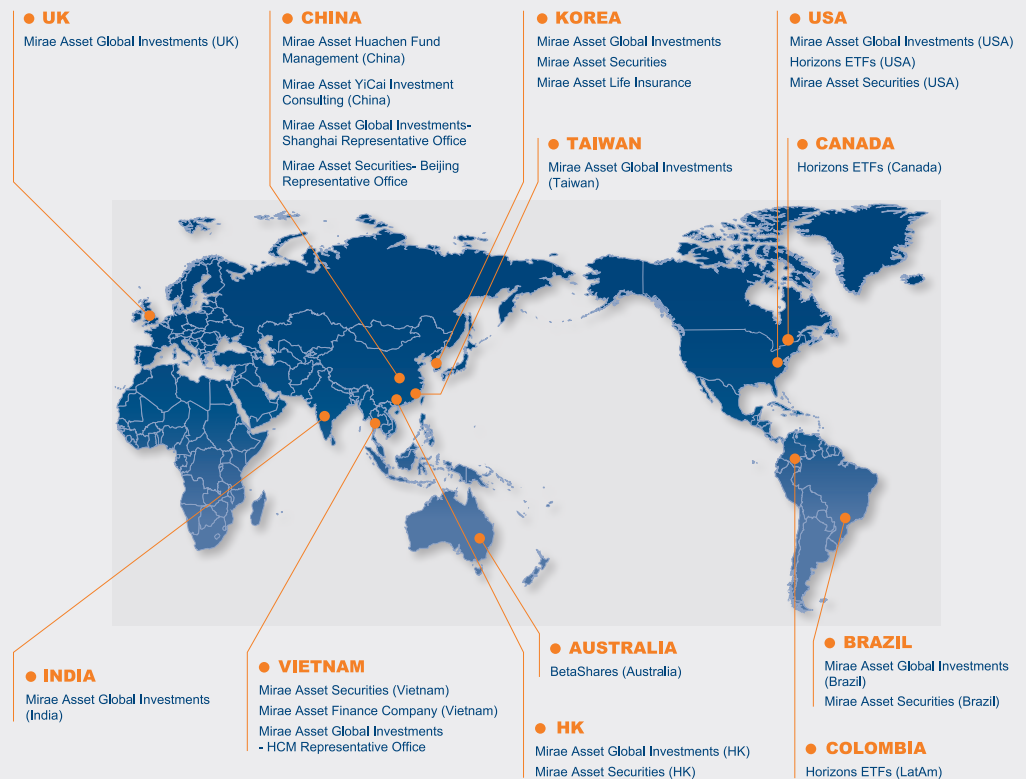 UK
Mirae Asset Global Investments (UK)
CHINA
Mirae Asset Huachen Fund
Management (China)
Mirae Asset YiCai Investment
Consulting (China)
Mirae Asset Global Investments-
Shanghai Representative Office
Mirae Asset Securities- Beijing
Representative Office
KOREA
Mirae Asset Global Investments
Mirae Asset Securities
Mirae Asset Life Insurance
TAIWAN
Mirae Asset Global Investments
(Taiwan)
USA
Mirae Asset Global Investments (USA)
Horizons ETFs (USA)
Mirae Asset Securities (USA)
CANADA
Horizons ETFs (Canada)
INDIA
Mirae Asset Global Investments
(India)
VIETNAM
Mirae Asset Securities (Vietnam)
Mirae Asset Finance Company (Vietnam)
Mirae Asset Global Investments
- HCM Representative Office
AUSTRALIA
BetaShares (Australia)
HK
Mirae Asset Global Investments (HK)
Mirae Asset Securities (HK)
BRAZIL
Mirae Asset Global Investments
(Brazil)
Mirae Asset Securities (Brazil)
COLOMBIA
Horizons ETFs (LatAm)